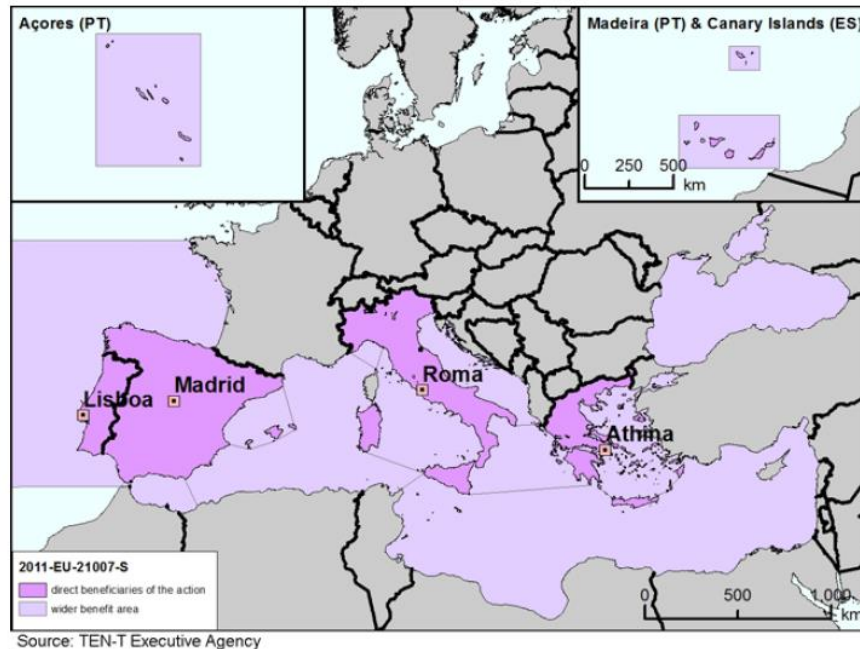 Açores (PT)
Madeira (PT) & Canary Islands (ES)
0 250 500
km
Lisboa
Madrid
Roma
Athina
2011-EU-21007-S
direct beneficiaries of the action
wider benefit area
0 500 1.000
km
Source: TEN-T Executive Agency